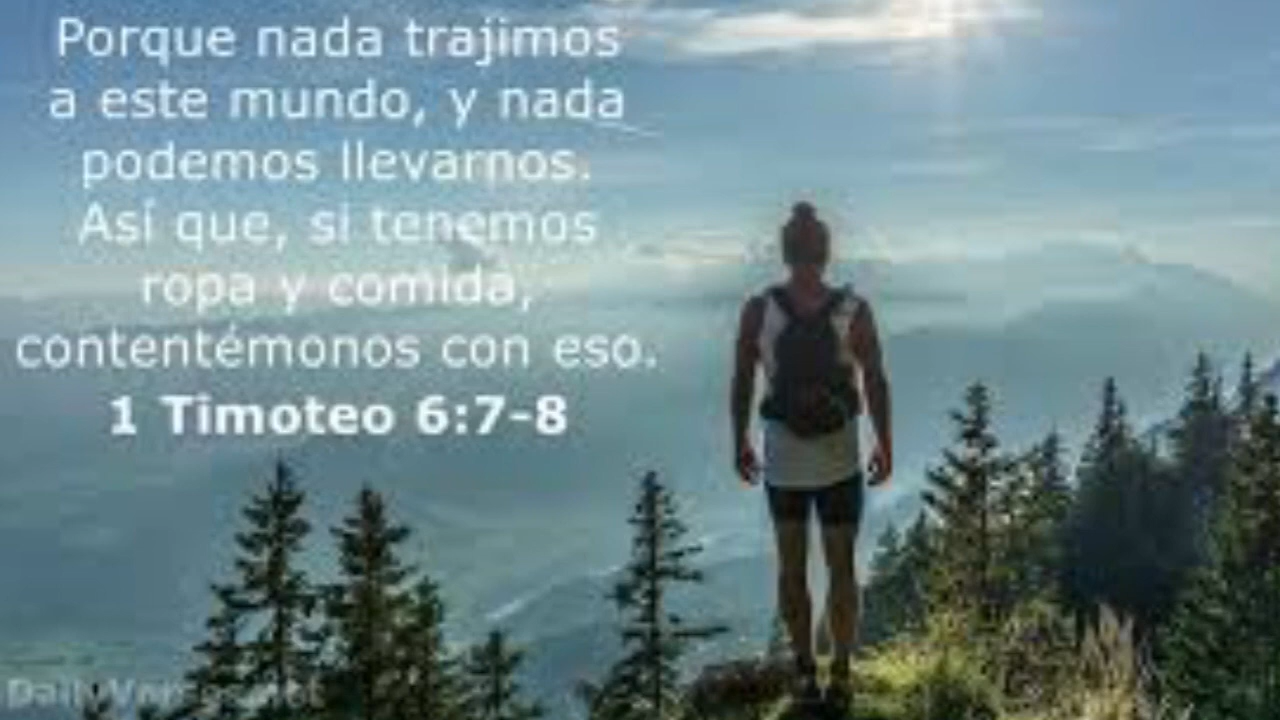 Porque nada trajimos
a este mundo, y nada
podemos llevarnos.
Así que, si tenemos
ropa y comida,
contentémonos con eso.
1 Timoteo 6:7-8